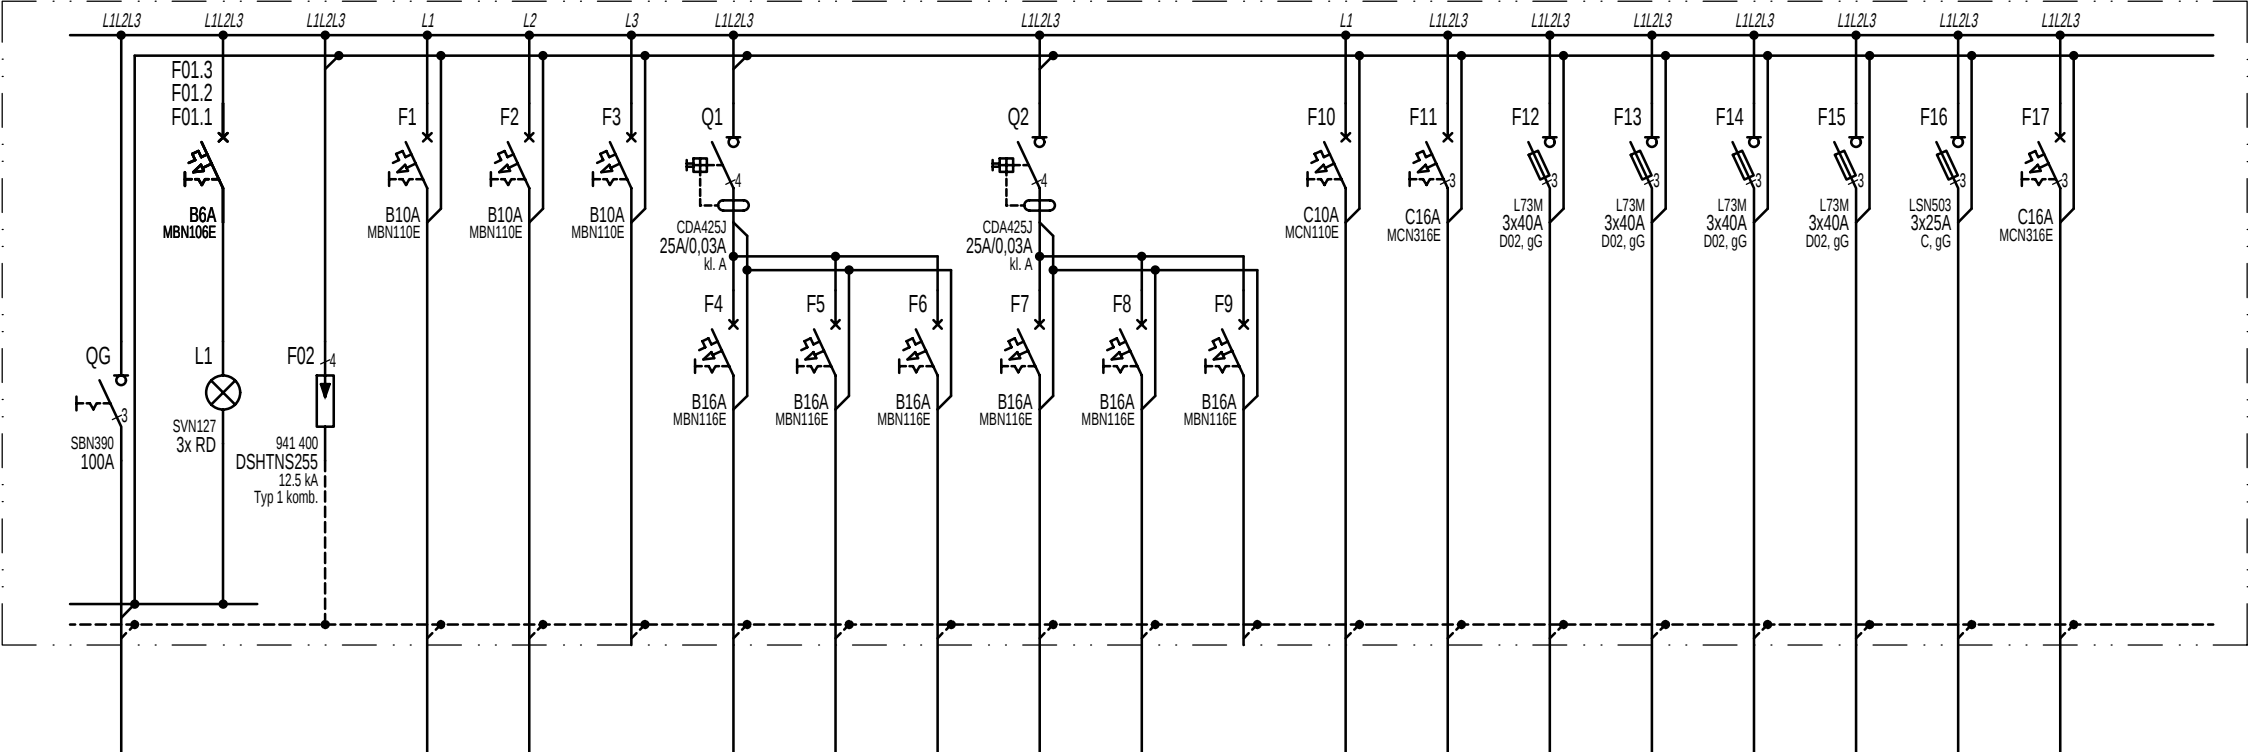 L1L2L3 L1L2L3 L1L2L3 L1 L2 L3 L1L2L3 L1L2L3 L1 L1L2L3 L1L2L3 L1L2L3 L1L2L3 L1L2L3 L1L2L3 L1L2L3
F01.3
F01.2
F01.1 F1 F2 F3 Q1 Q2 F10 F11 F12 F13 F14 F15 F16 F17
4 4 3 3 3 3 3 3 3
B6A
MBN106E
B10A
MBN110E
B10A
MBN110E
B10A
MBN110E
CDA425J
25A/0,03A
kl. A
CDA425J
25A/0,03A
kl. A
C10A
MCN110E
C16A
MCN316E
L73M
3x40A
D02, gG
L73M
3x40A
D02, gG
L73M
3x40A
D02, gG
L73M
3x40A
D02, gG
LSN503
3x25A
C, gG
C16A
MCN316E
F4 F5 F6 F7 F8 F9
QG L1 F02 4
3
SBN390
100A
SVN127
3x RD
941 400
DSHTNS255
12.5 kA
Typ 1 komb.
B16A
MBN116E
B16A
MBN116E
B16A
MBN116E
B16A
MBN116E
B16A
MBN116E
B16A
MBN116E